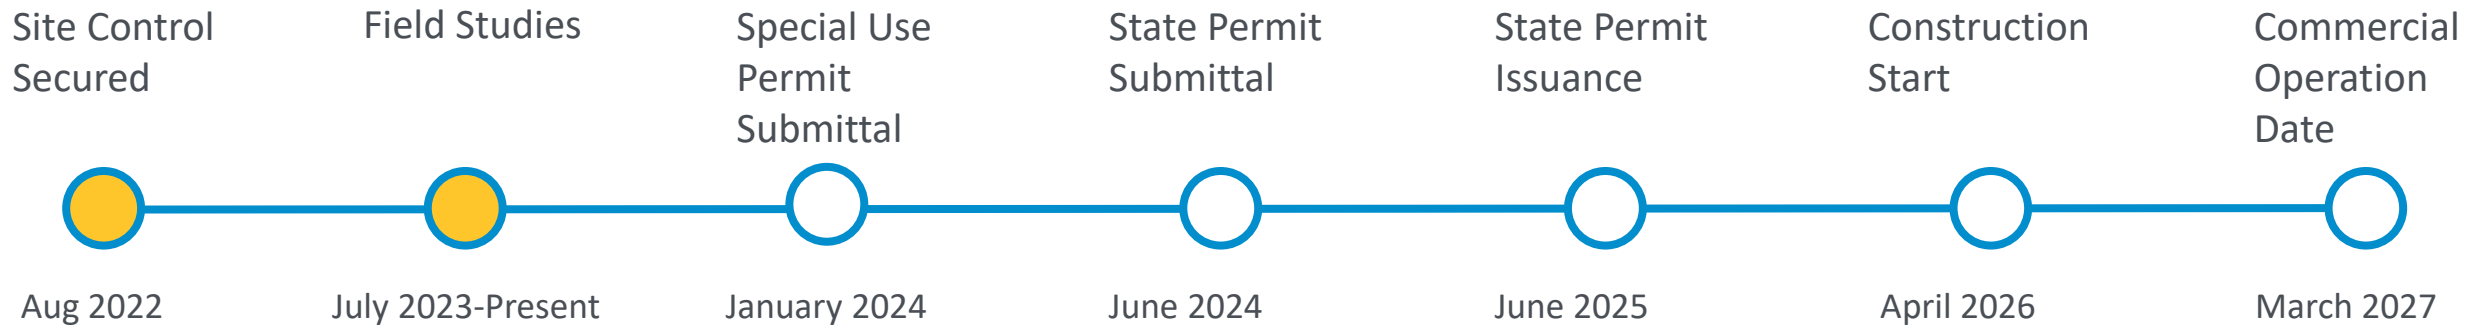 Site Control
Secured
Field Studies
Special Use
Permit
Submittal
State Permit
Submittal
State Permit
Issuance
Construction
Start
Commercial
Operation
Date
Aug 2022
July 2023-Present
January 2024
June 2024
June 2025
April 2026
March 2027